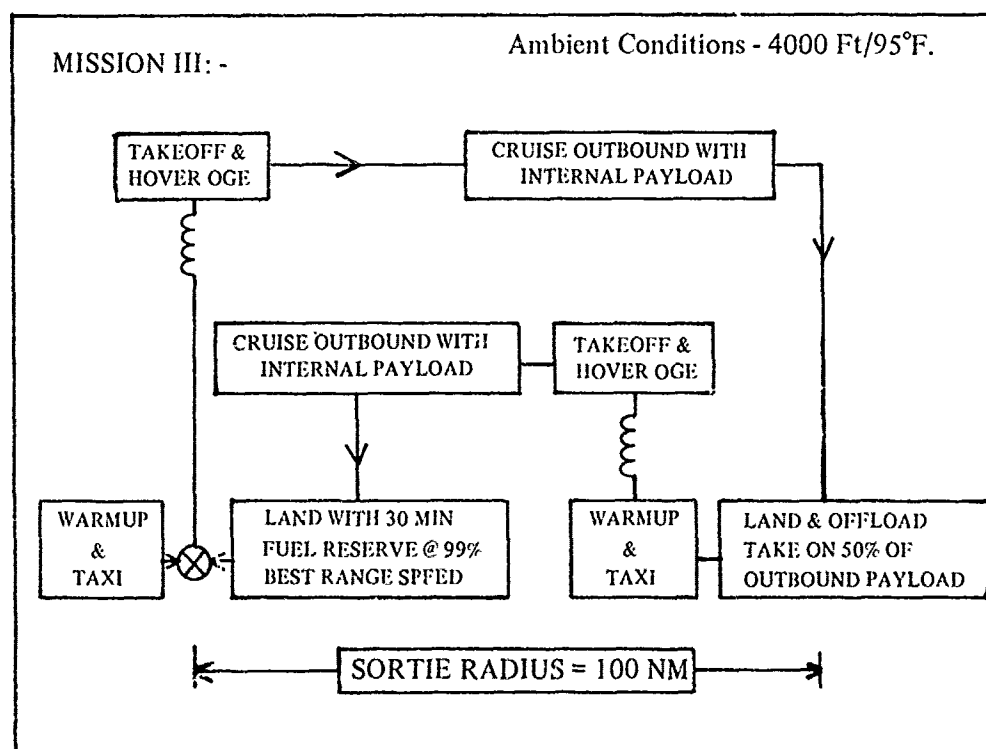 MISSION III: -
Ambient Conditions - 4000 Ft/95°F.
TAKEOFF &
HOVER OGE
CRUISE OUTBOUND WITH
INTERNAL PAYLOAD
CRUISE OUTBOUND WITH
INTERNAL PAYLOAD
TAKEOFF &
HOVER OGE
WARMUP
&
TAXI
LAND WITH 30 MIN
FUEL RESERVE @ 99%
BEST RANGE SPEED
WARMUP
&
TAXI
LAND & OFFLOAD
TAKE ON 50% OF
OUTBOUND PAYLOAD
SORTIE RADIUS = 100 NM